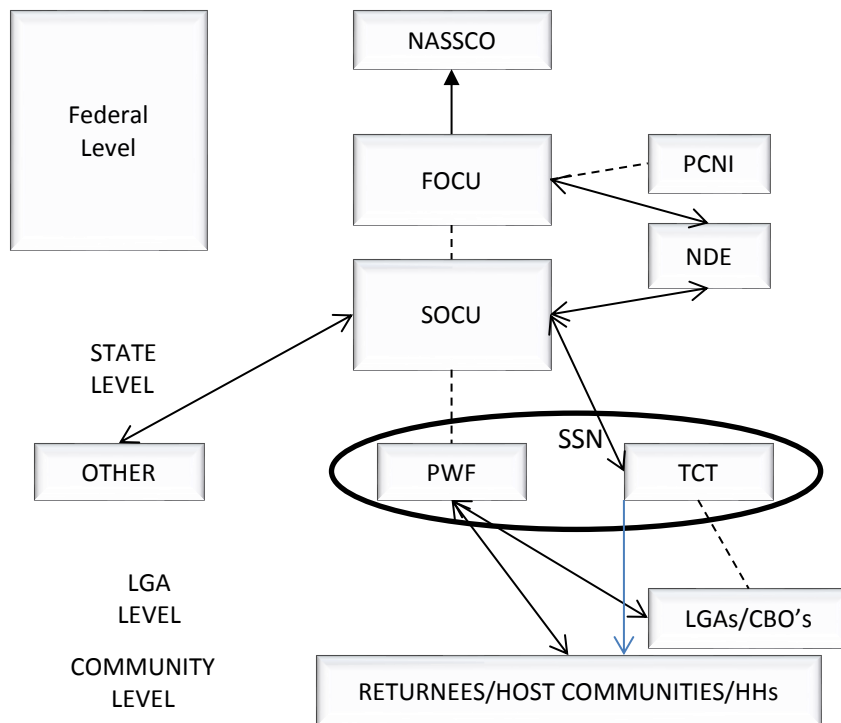 NASSCO
Federal
Level
FOCU
PCNI
NDE
SOCU
STATE
LEVEL
SSN
OTHER
PWF
TCT
LGA
LEVEL
LGAs/CBO's
COMMUNITY
LEVEL
RETURNEES/HOST COMMUNITIES/HHs